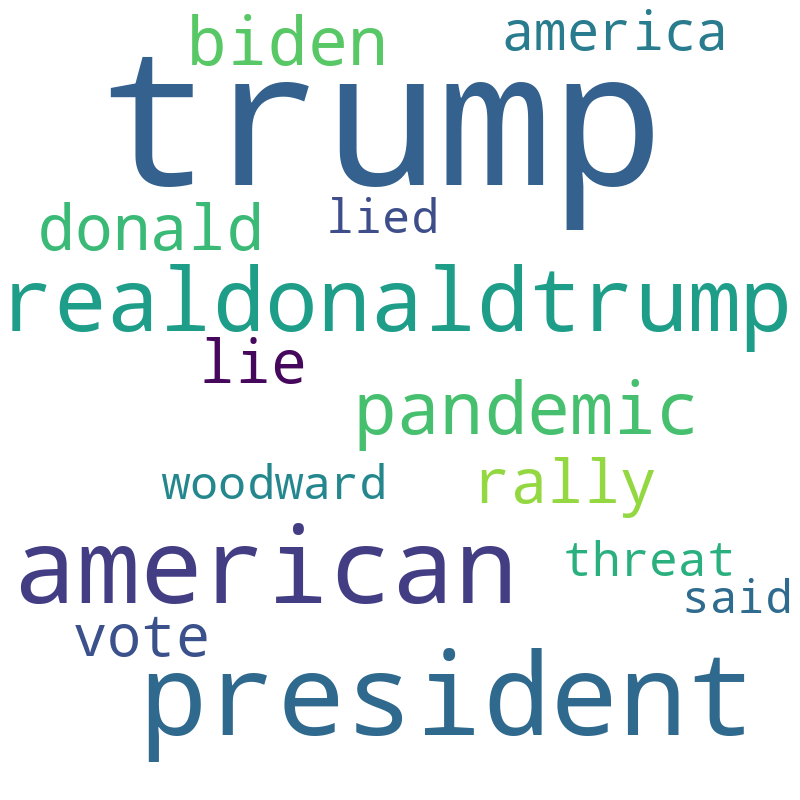 biden america
trump
donald lied
realdonaldtrump
lie
pandemic
woodward rally
american threat
said
vote
president